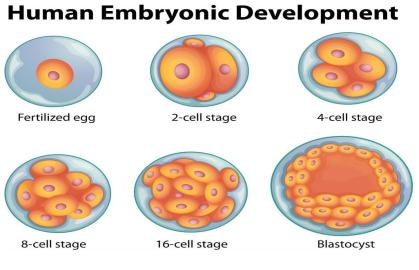 Human Embryonic Development
Fertilized egg
2-cell stage
4-cell stage
8-cell stage
16-cell stage
Blastocyst